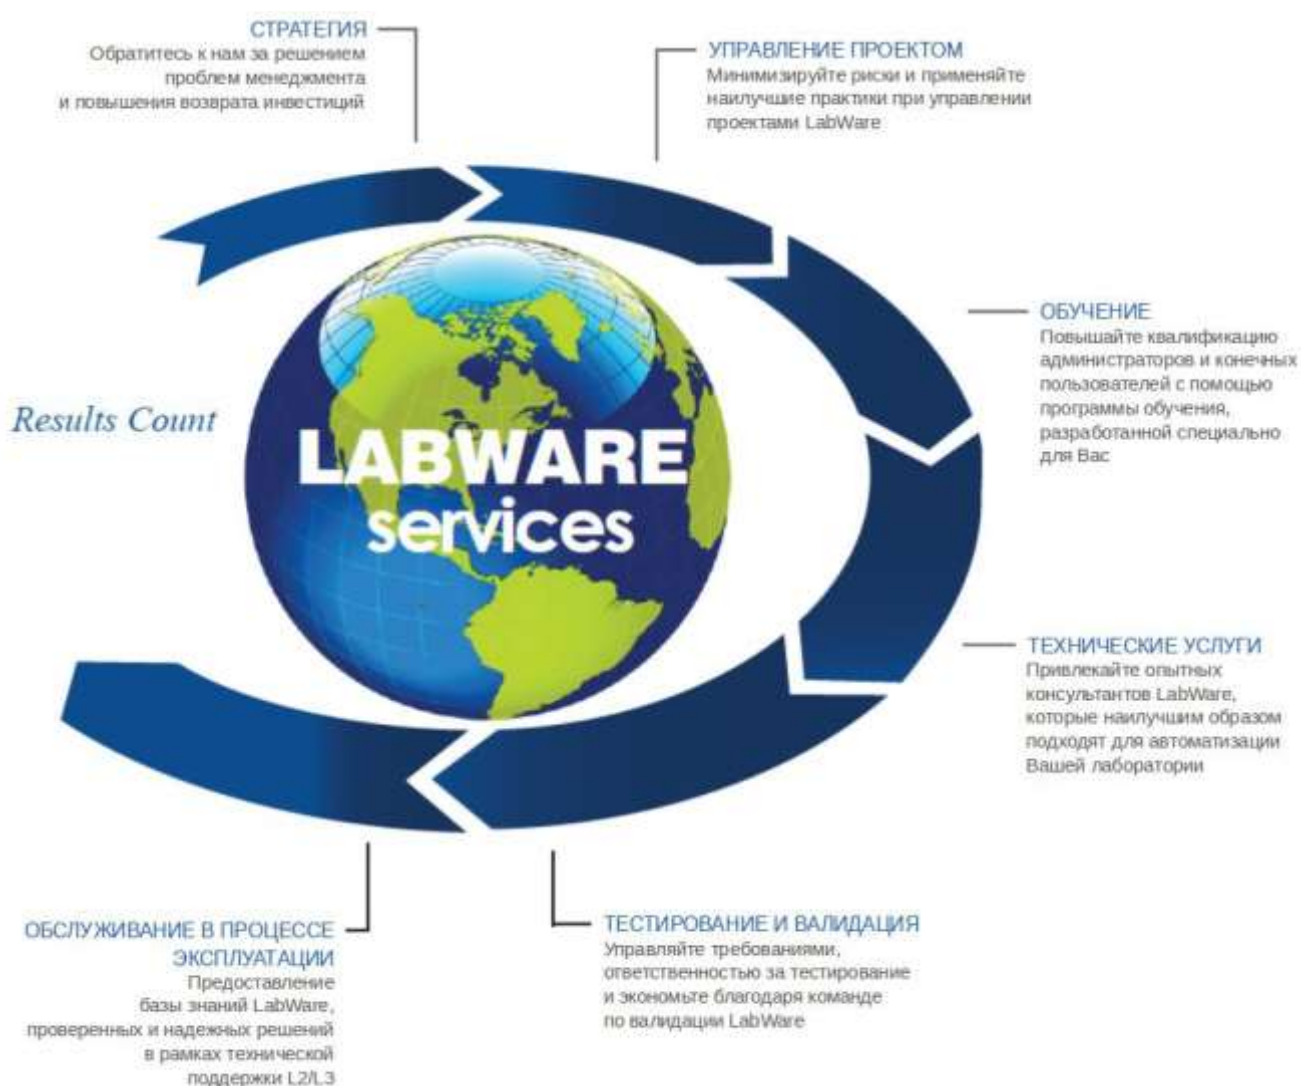 СТРАТЕГИЯ
Обратитесь к нам за решением
проблем менеджмента
и повышения возврата инвестиций
УПРАВЛЕНИЕ ПРОЕКТОМ
Минимизируйте риски и применяйте
наилучшие практики при управлении
проектами LabWare
ОБУЧЕНИЕ
Повышайте квалификацию
администраторов и конечных
пользователей с помощью
программы обучения,
разработанной специально
для Вас
Results Count
LABWARE
services
ТЕХНИЧЕСКИЕ УСЛУГИ
Привлекайте опытных
консультантов LabWare,
которые наилучшим образом
подходят для автоматизации
Вашей лаборатории
ТЕСТИРОВАНИЕ И ВАЛИДАЦИЯ
Управляйте требованиями,
ответственностью за тестирование
и экономьте благодаря команде
по валидации LabWare
ОБСЛУЖИВАНИЕ В ПРОЦЕССЕ
ЭКСПЛУАТАЦИИ
Предоставление
базы знаний LabWare,
проверенных и надежных решений
в рамках технической
поддержки L2/L3